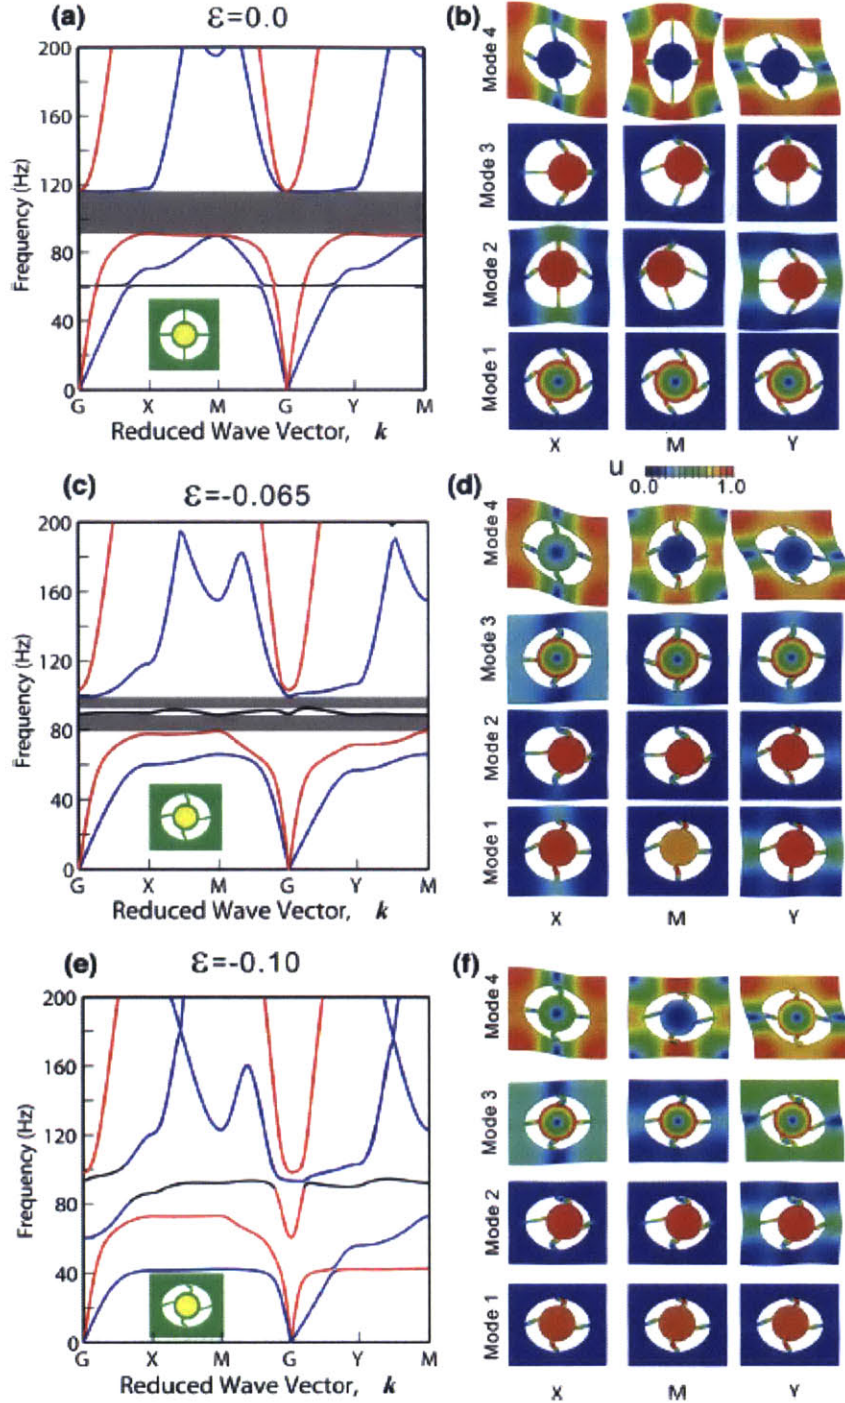 (a) ε=0.0 (b)
200
160
120
80
40
0
Frequency (Hz)
G X M G Y M
Reduced Wave Vector, k
Mode 4
Mode 3
Mode 2
Mode 1
X M Y
(c) ε=-0.065 (d)
u 0.0 1.0
200
160
120
80
40
0
Frequency (Hz)
G X M G Y M
Reduced Wave Vector, k
Mode 4
Mode 3
Mode 2
Mode 1
X M Y
(e) ε=-0.10 (f)
200
160
120
80
40
0
Frequency (Hz)
G X M G Y M
Reduced Wave Vector, k
Mode 4
Mode 3
Mode 2
Mode 1
X M Y